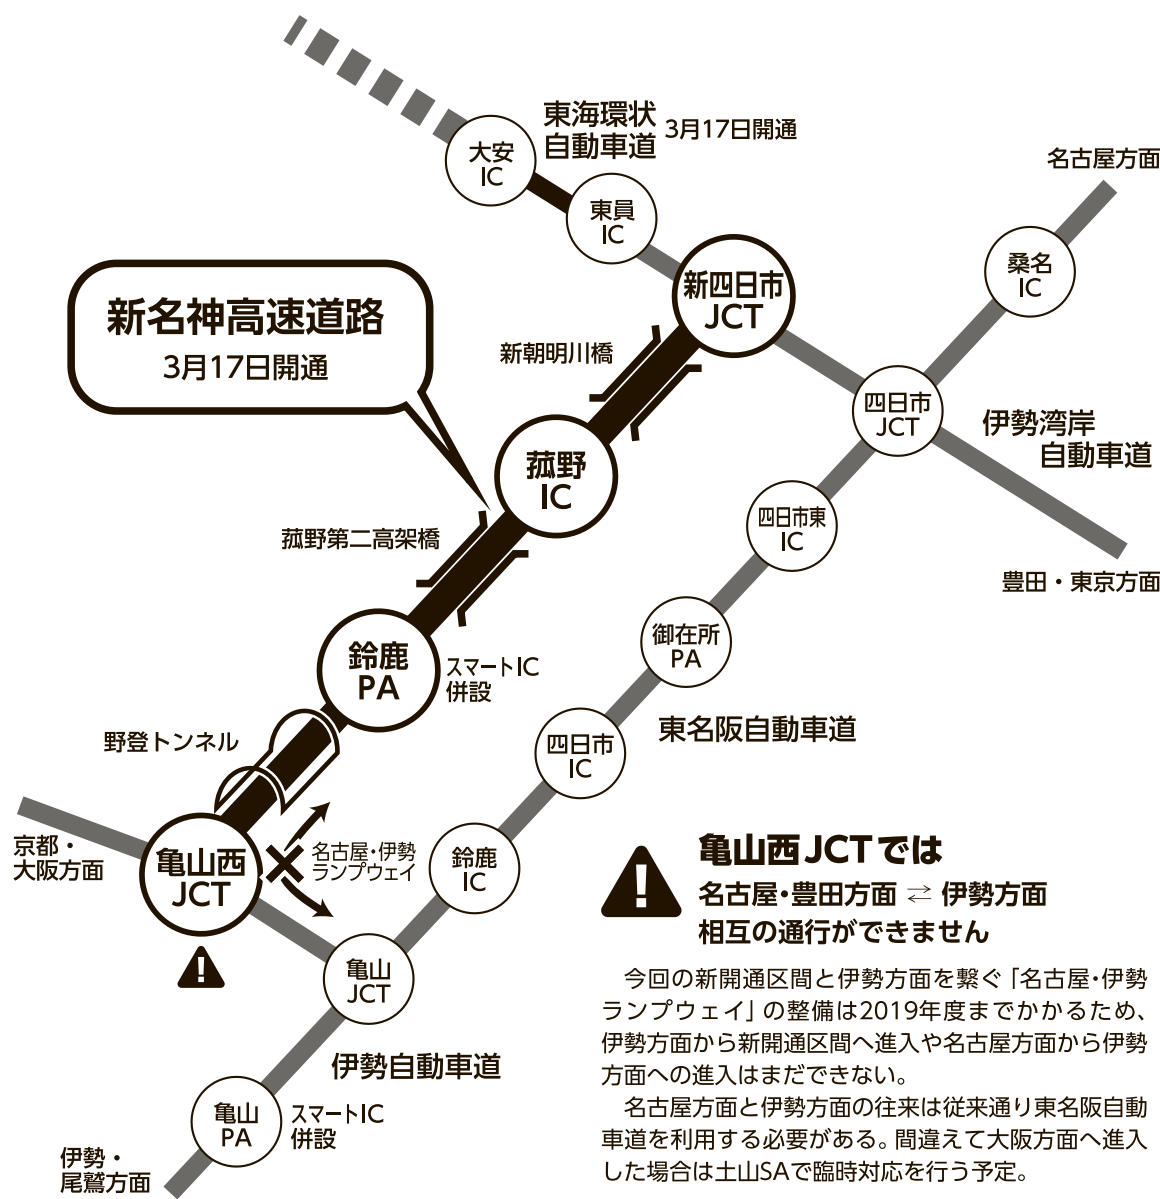 東海環状
自動車道
3月17日開通
大安
IC
東員
IC
名古屋方面
桑名
IC
新四日市
JCT
新名神高速道路
3月17日開通
新朝明川橋
四日市
JCT
伊勢湾岸
自動車道
菰野
IC
四日市東
IC
菰野第二高架橋
豊田・東京方面
御在所
PA
鈴鹿
PA
スマートIC
併設
東名阪自動車道
野登トンネル
四日市
IC
京都・
大阪方面
亀山西
JCT
名古屋・伊勢
ランプウェイ
鈴鹿
IC
亀山
JCT
伊勢自動車道
亀山
PA
スマートIC
併設
伊勢・
尾鷲方面
亀山西JCTでは
名古屋・豊田方面 ⇄ 伊勢方面
相互の通行ができません
今回の新開通区間と伊勢方面を繋ぐ「名古屋・伊勢
ランプウェイ」の整備は2019年度までかかるため、
伊勢方面から新開通区間へ進入や名古屋方面から伊勢
方面への進入はまだできない。
名古屋方面と伊勢方面の往来は従来通り東名阪自動
車道を利用する必要がある。間違えて大阪方面へ進入
した場合は土山SAで臨時対応を行う予定。